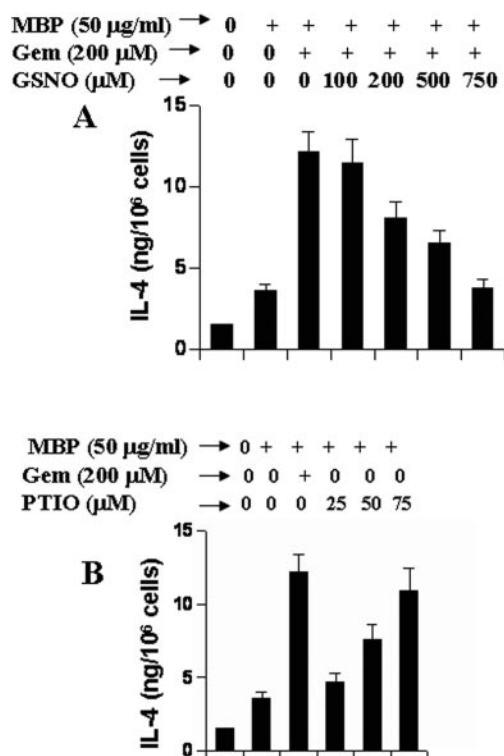 MBP (50 µg/ml) → 0 + + + + + +
Gem (200 µM) → 0 0 + + + + +
GSNO (µM) → 0 0 0 100 200 500 750
A
15
10
5
0
IL-4 (ng/10⁶ cells)
MBP (50 µg/ml) → 0 + + + + +
Gem (200 µM) → 0 0 + 0 0 0
PTIO (µM) → 0 0 0 25 50 75
B
15
10
5
0
IL-4 (ng/10⁶ cells)